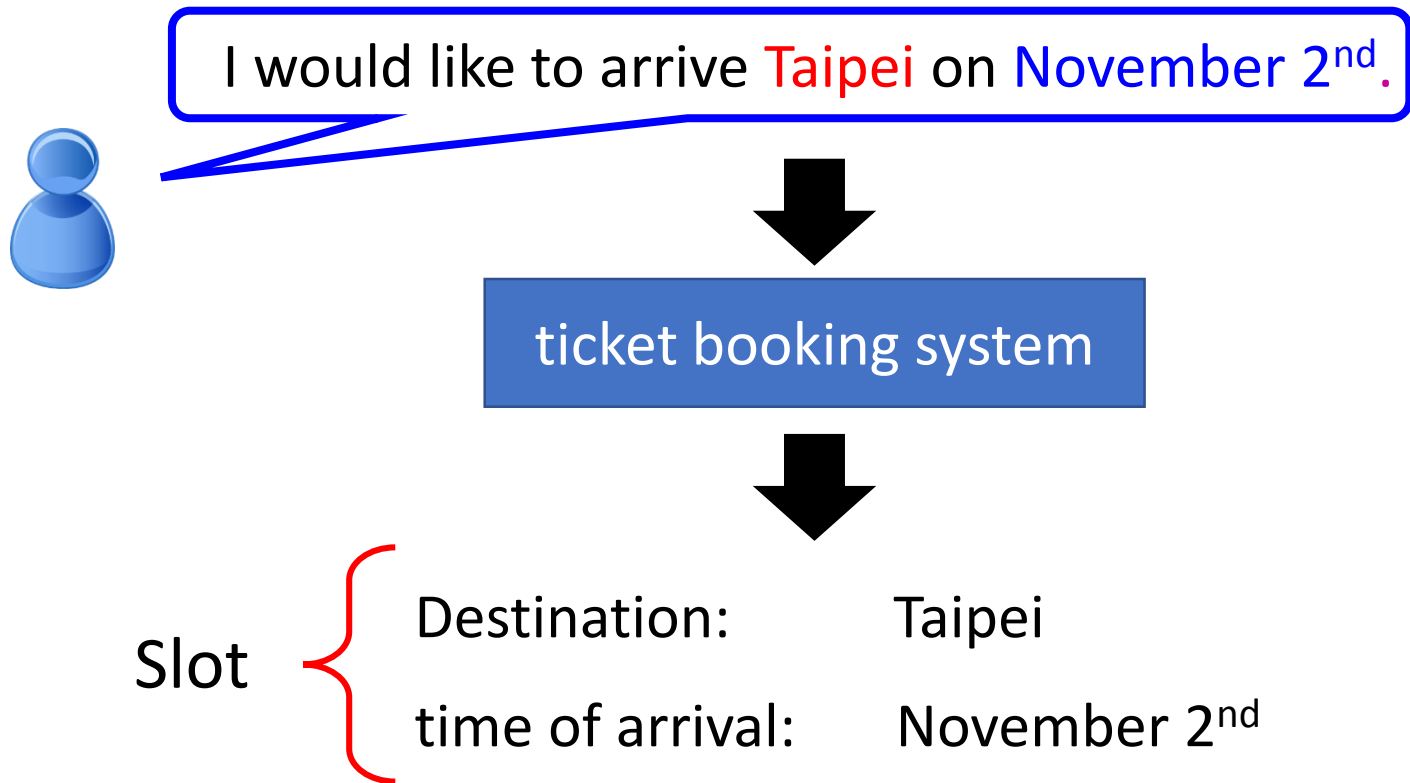 I would like to arrive Taipei on November 2nd.
ticket booking system
Slot
Destination: Taipei
time of arrival: November 2nd